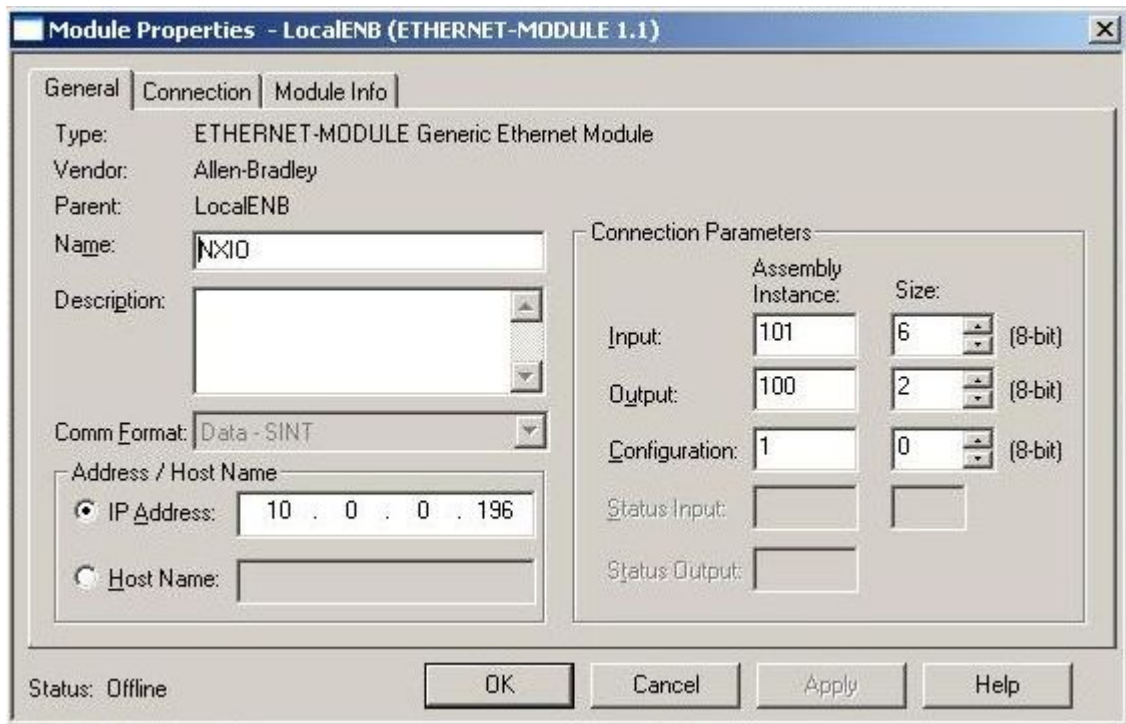 Module Properties - LocalENB (ETHERNET-MODULE 1.1)
General Connection Module Info
Type: ETHERNET-MODULE Generic Ethernet Module
Vendor: Allen-Bradley
Parent: LocalENB
Name: NXIO
Description:
Comm Format: Data - SINT
Address / Host Name
IP Address: 10 . 0 . 0 . 196
Host Name:
Connection Parameters
Assembly
Instance: Size:
Input: 101 6 (8-bit)
Output: 100 2 (8-bit)
Configuration: 1 0 (8-bit)
Status Input:
Status Output:
Status: Offline
OK Cancel Apply Help